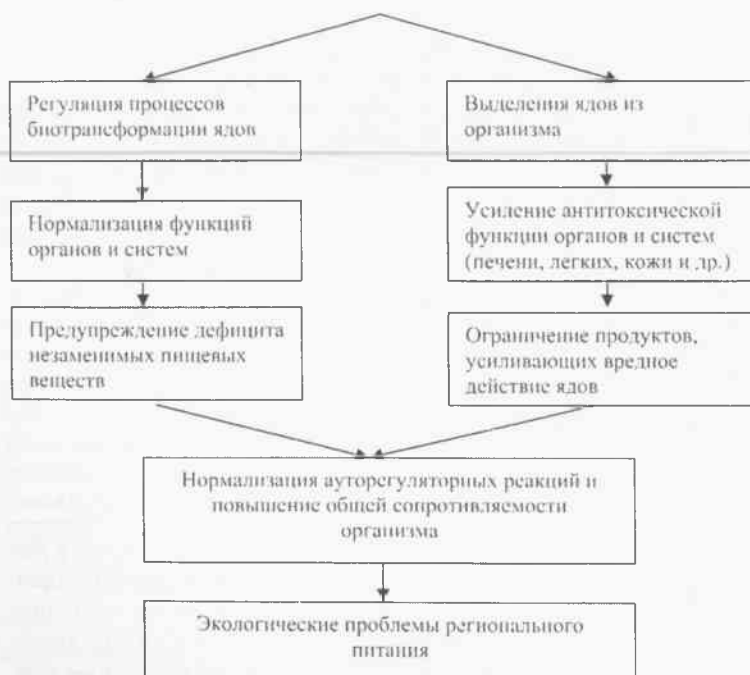 Регуляция процессов
биотрансформации ядов
Выделения ядов из
организма
Нормализация функций
органов и систем
Усиление антитоксической
функции органов и систем
(печени, легких, кожи и др.)
Предупреждение дефицита
незаменимых пищевых
веществ
Ограничение продуктов,
усиливающих вредное
действие ядов
Нормализация ауторегуляторных реакций и
повышение общей сопротивляемости
организма
Экологические проблемы регионального
питания